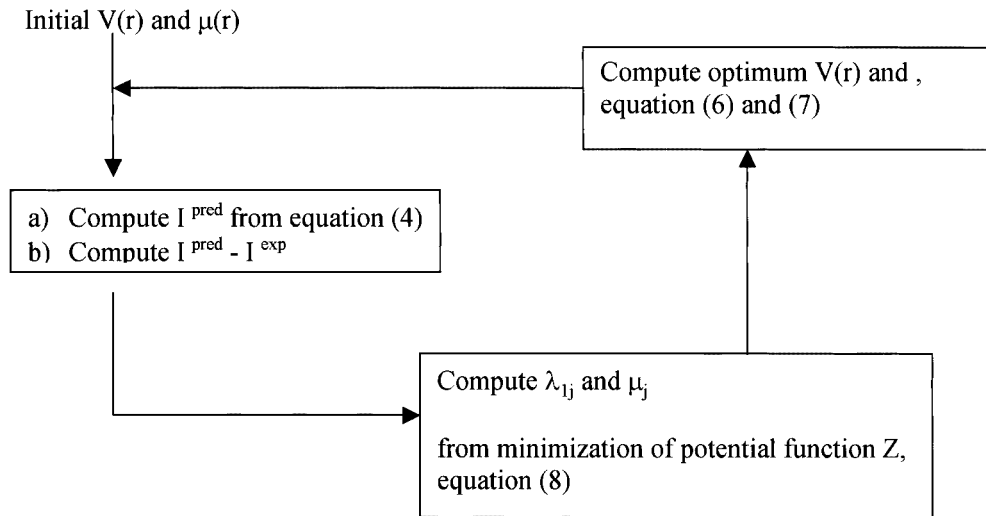 Initial V(r) and μ(r)
Compute optimum V(r) and ,
equation (6) and (7)
a) Compute I pred from equation (4)
b) Compute I pred - I exp
Compute λ1j and μj
from minimization of potential function Z,
equation (8)